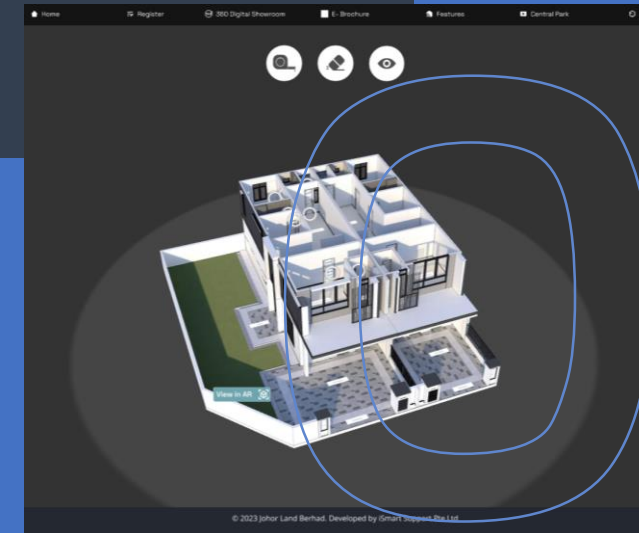 Home
Register
360 Digital Showroom
E- Brochure
Features
Central Park
View in AR
© 2023 Johor Land Berhad. Developed by iSmart Support Pte Ltd